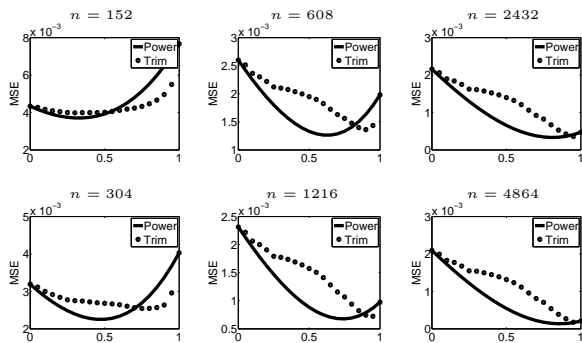 n = 152
n = 608
n = 2432
x 10⁻³
x 10⁻³
x 10⁻³
8
6
4
2
MSE
Power
Trim
0
0.5
1
3
2.5
2
1.5
1
MSE
Power
Trim
0
0.5
1
3
2
1
0
MSE
Power
Trim
0
0.5
1
n = 304
n = 1216
n = 4864
x 10⁻³
x 10⁻³
x 10⁻³
5
4
3
2
MSE
Power
Trim
0
0.5
1
2.5
2
1.5
1
0.5
MSE
Power
Trim
0
0.5
1
3
2
1
0
MSE
Power
Trim
0
0.5
1